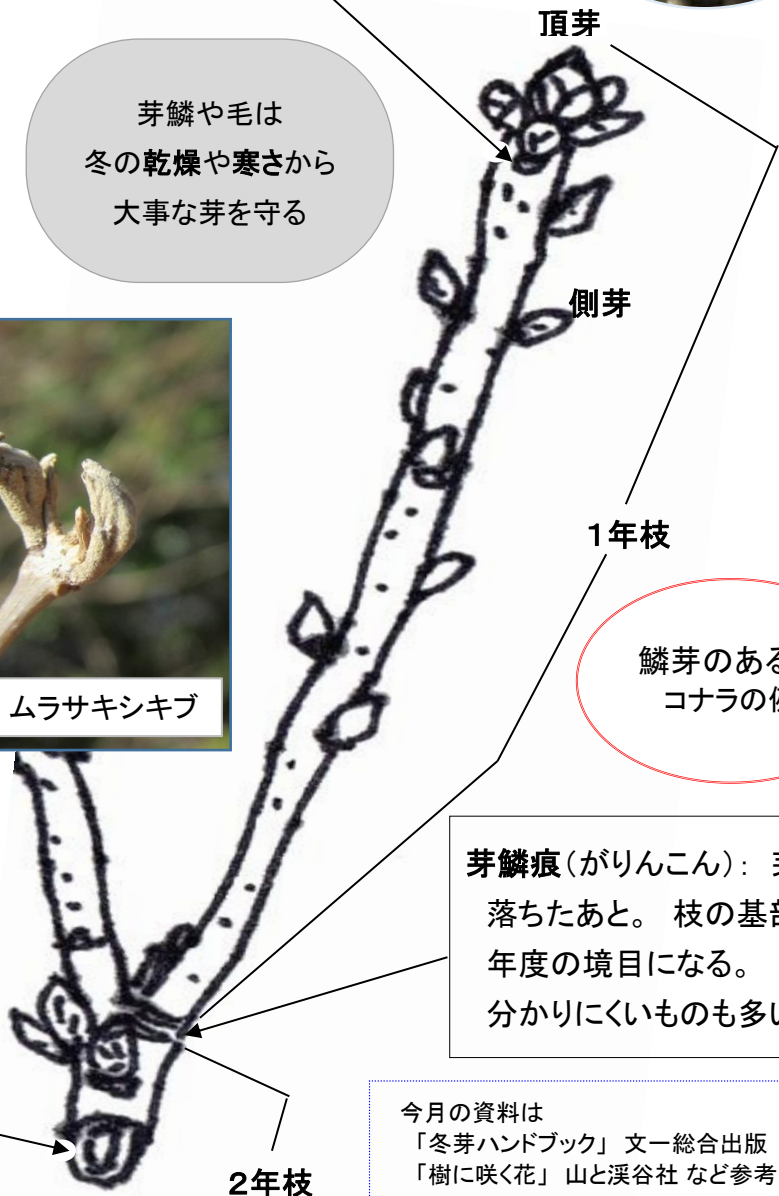 頂芽
芽鱗や毛は
冬の乾燥や寒さから
大事な芽を守る
側芽
1年枝
ムラサキシキブ
鱗芽のある
コナラの
芽鱗痕(がりんこん):
落ちたあと。 枝の基部
年度の境目になる。
分かりにくいものも多い
2年枝
今月の資料は
「冬芽ハンドブック」 文一総合出版
「樹に咲く花」 山と渓谷社 など参考